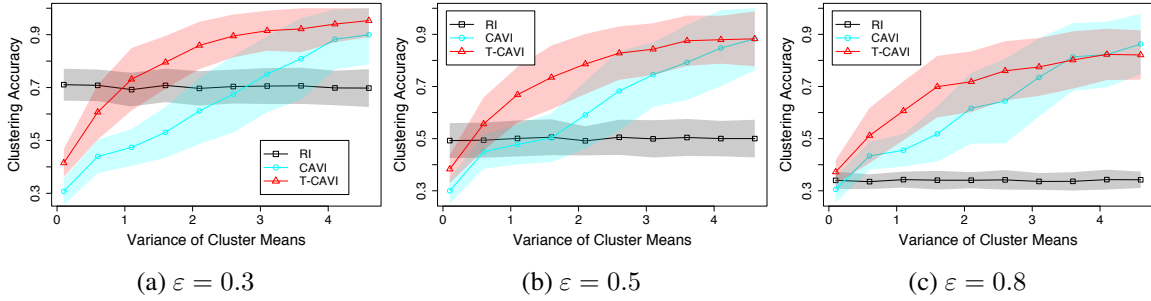 Clustering Accuracy
0.3 0.5 0.7 0.9
RI
CAVI
T-CAVI
0 1 2 3 4
Variance of Cluster Means
(a) ε = 0.3
Clustering Accuracy
0.3 0.5 0.7 0.9
RI
CAVI
T-CAVI
0 1 2 3 4
Variance of Cluster Means
(b) ε = 0.5
Clustering Accuracy
0.3 0.5 0.7 0.9
RI
CAVI
T-CAVI
0 1 2 3 4
Variance of Cluster Means
(c) ε = 0.8